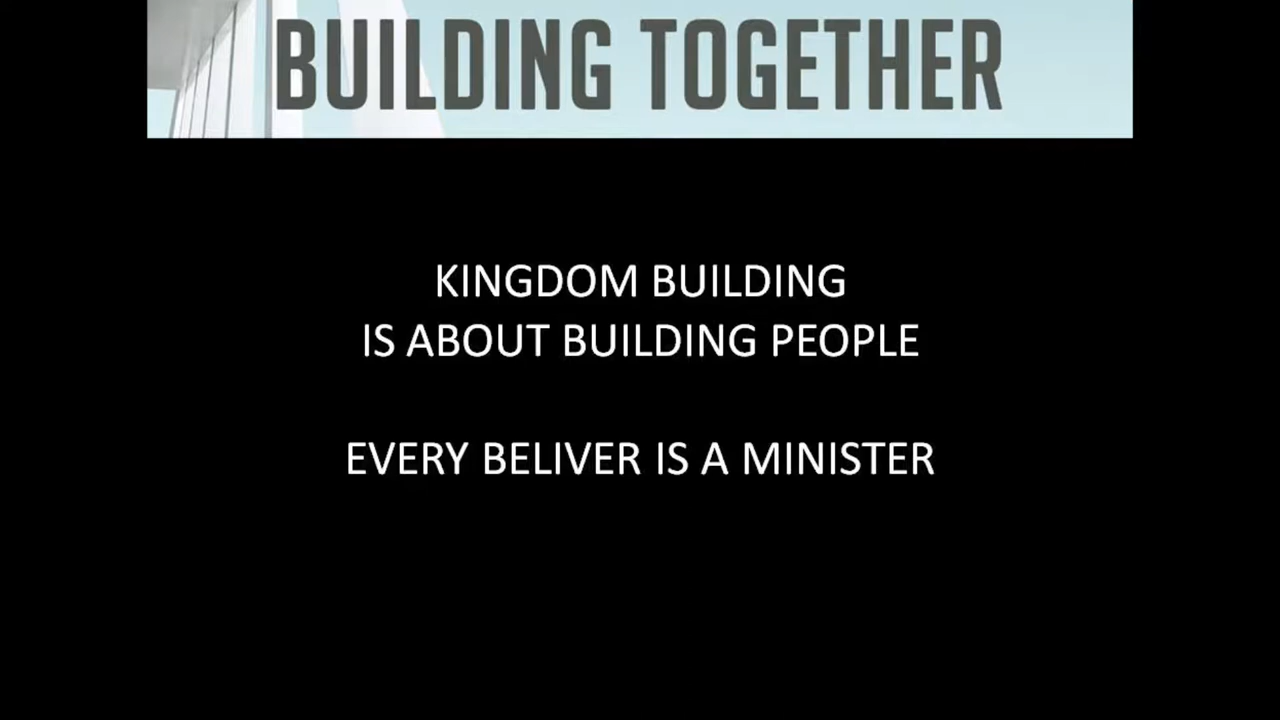 BUILDING TOGETHER
KINGDOM BUILDING
IS ABOUT BUILDING PEOPLE
EVERY BELIVER IS A MINISTER